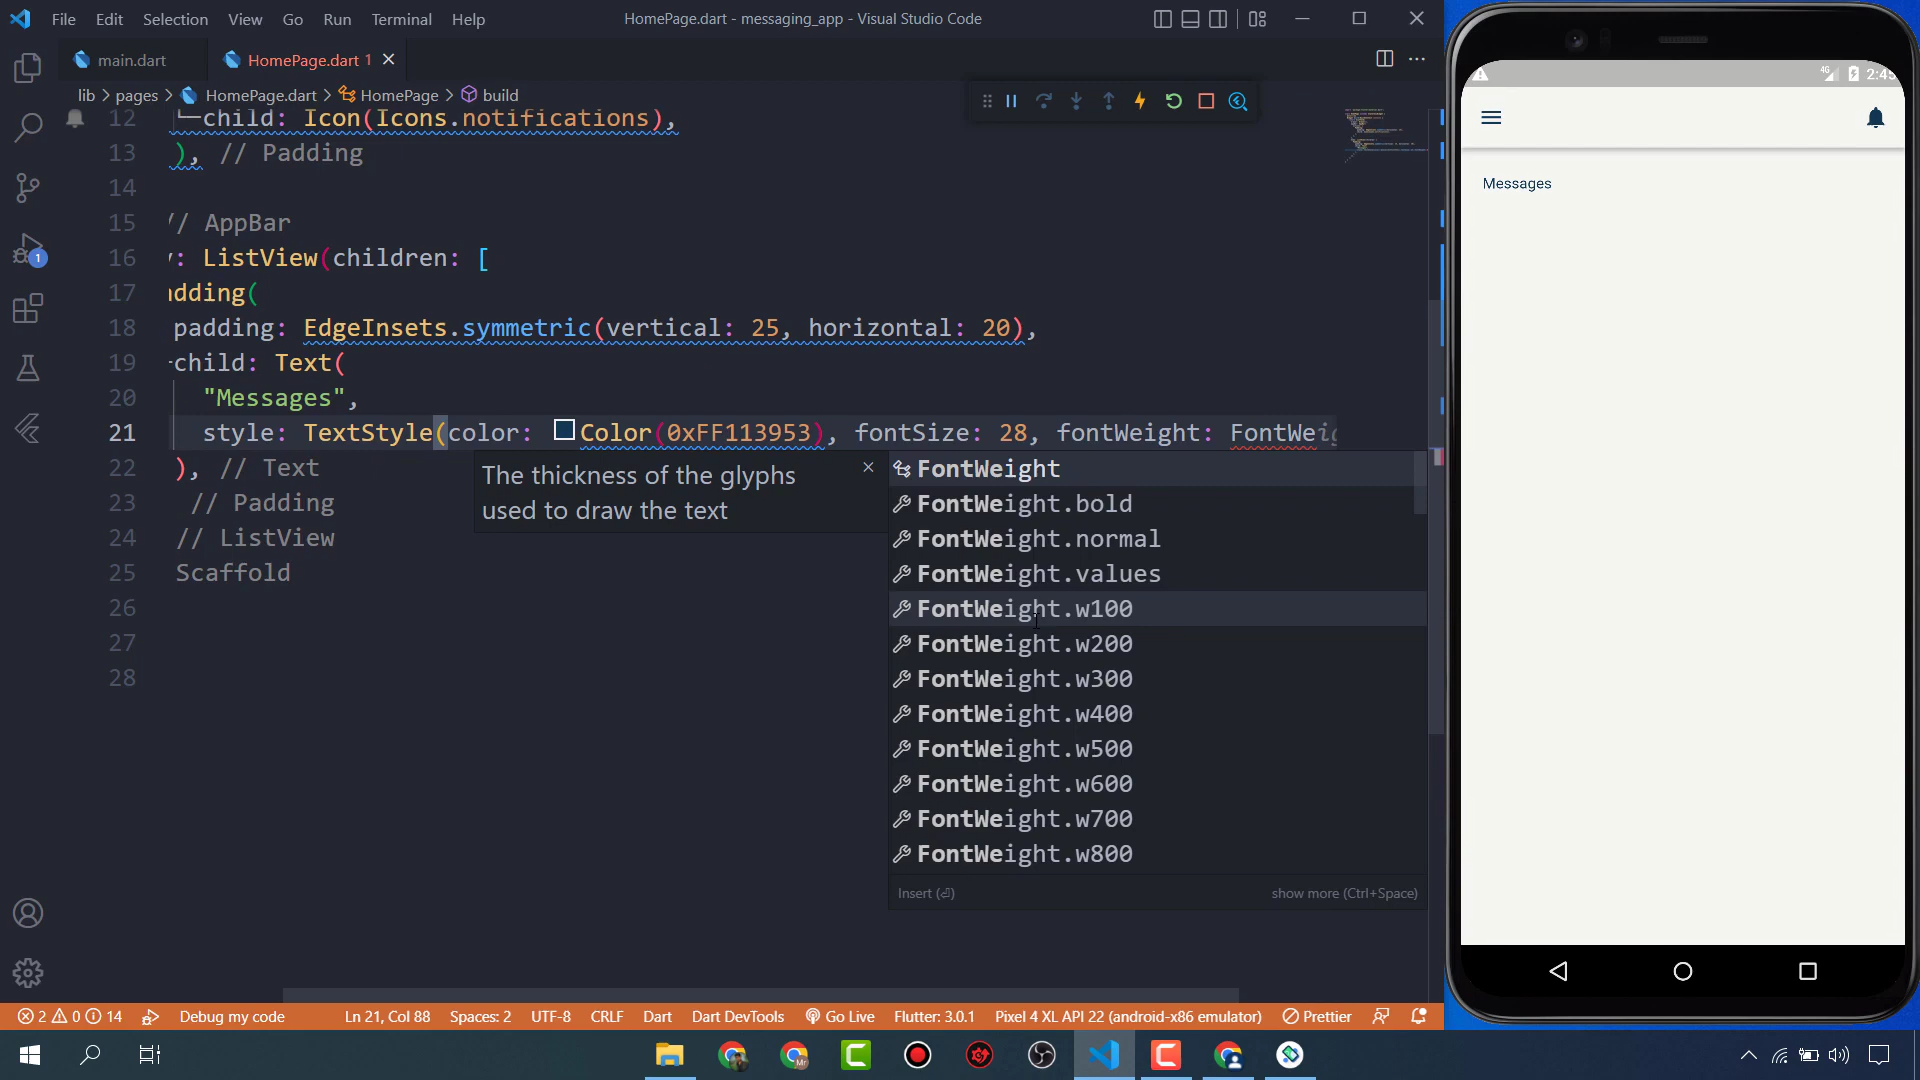 File Edit Selection View Go Run Terminal Help
HomePage.dart - messaging_app - Visual Studio Code
main.dart
HomePage.dart 1
lib > pages > HomePage.dart > HomePage > build
12 child: Icon(Icons.notifications),
13 ), // Padding
14
15 // AppBar
16 y: ListView(children: [
17 adding(
18 padding: EdgeInsets.symmetric(vertical: 25, horizontal: 20),
19 child: Text(
20 "Messages",
21 style: TextStyle(color: Color(0xFF113953), fontSize: 28, fontWeight: FontWeig
22 ), // Text
23 // Padding
24 // ListView
25 Scaffold
26
27
28
The thickness of the glyphs
used to draw the text
FontWeight
FontWeight.bold
FontWeight.normal
FontWeight.values
FontWeight.w100
FontWeight.w200
FontWeight.w300
FontWeight.w400
FontWeight.w500
FontWeight.w600
FontWeight.w700
FontWeight.w800
Insert (⏎) show more (Ctrl+Space)
1
2 0 14 Debug my code Ln 21, Col 88 Spaces: 2 UTF-8 CRLF Dart Dart DevTools Go Live Flutter: 3.0.1 Pixel 4 XL API 22 (android-x86 emulator) Prettier
4G 2:45
Messages
Mr